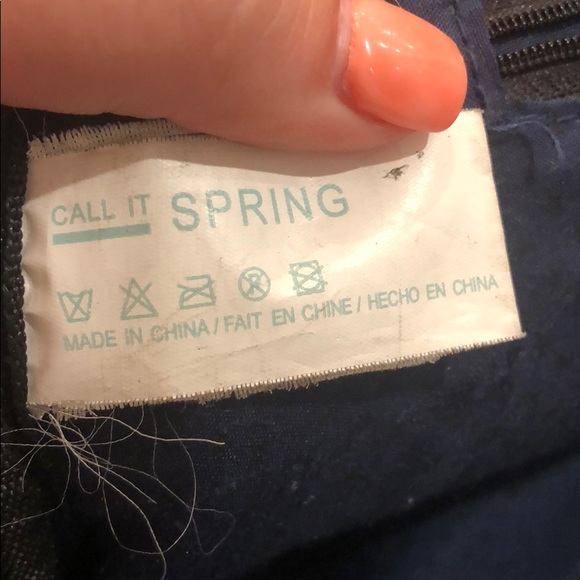 CALL IT SPRING
MADE IN CHINA / FAIT EN CHINE / HECHO EN CHINA